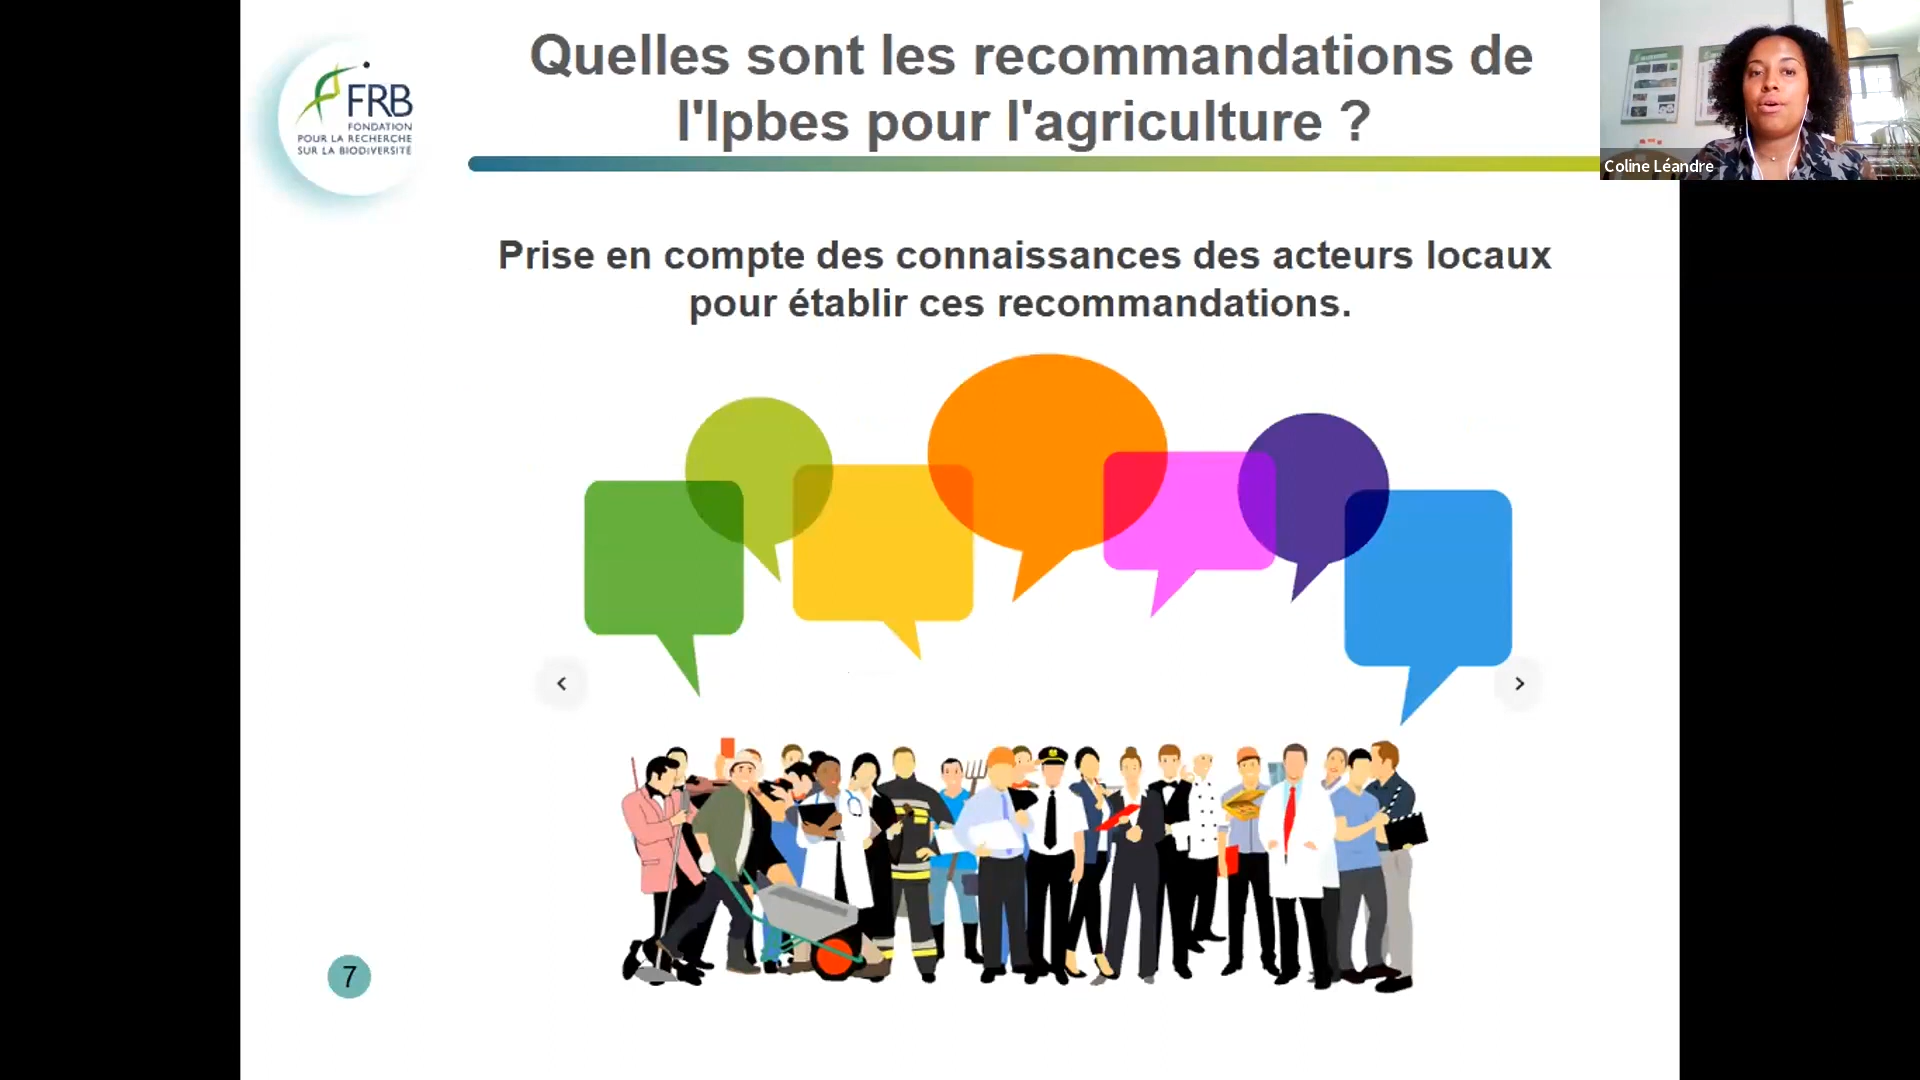 Quelles sont les recommandations de
l'Ipbes pour l'agriculture ?
FRB
FONDATION
POUR LA RECHERCHE
SUR LA BIODIVERSITÉ
Coline Léandre
Prise en compte des connaissances des acteurs locaux
pour établir ces recommandations.
7